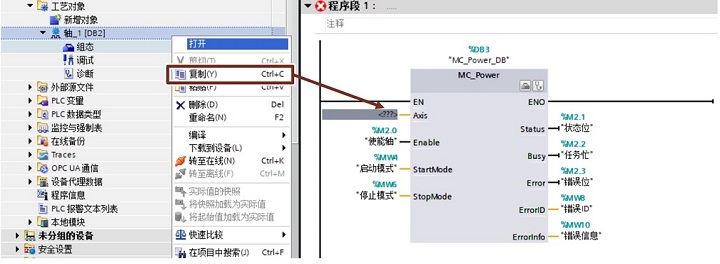 工艺对象
新增对象
轴_1 [DB2]
组态
调试
诊断
外部源文件
PLC 变量
PLC 数据类型
监控与强制表
在线备份
Traces
OPC UA 通信
设备代理数据
程序信息
PLC 报警文本列表
本地模块
未分组的设备
安全设置
打开
剪切(T) Ctrl+X
复制(Y) Ctrl+C
粘贴(P) Ctrl+V
删除(D) Del
重命名(N) F2
编译
下载到设备(L)
转至在线(N) Ctrl+K
转至离线(F) Ctrl+M
实际值的快照
将快照加载为实际值
将起始值加载为实际值
快速比较
在项目中搜索(J) Ctrl+F
程序段 1：
注释
%DB3
"MC_Power_DB"
MC_Power
EN ENO
<???> Axis
%M2.0
"使能轴" Enable
%MW4
"启动模式" StartMode
%MW6
"停止模式" StopMode
%M2.1
Status "状态位"
%M2.2
Busy "任务忙"
%M2.3
Error "错误位"
%MW8
ErrorID "错误ID"
%MW10
ErrorInfo "错误信息"